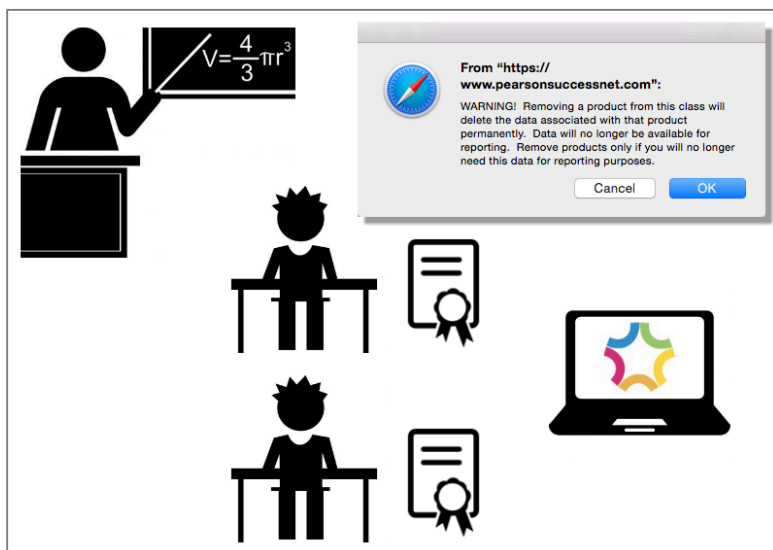 V=4/3 πr³
From “https://
www.pearsonsuccessnet.com”:
WARNING!  Removing a product from this class will
delete the data associated with that product
permanently.  Data will no longer be available for
reporting.  Remove products only if you will no longer
need this data for reporting purposes.
Cancel
OK